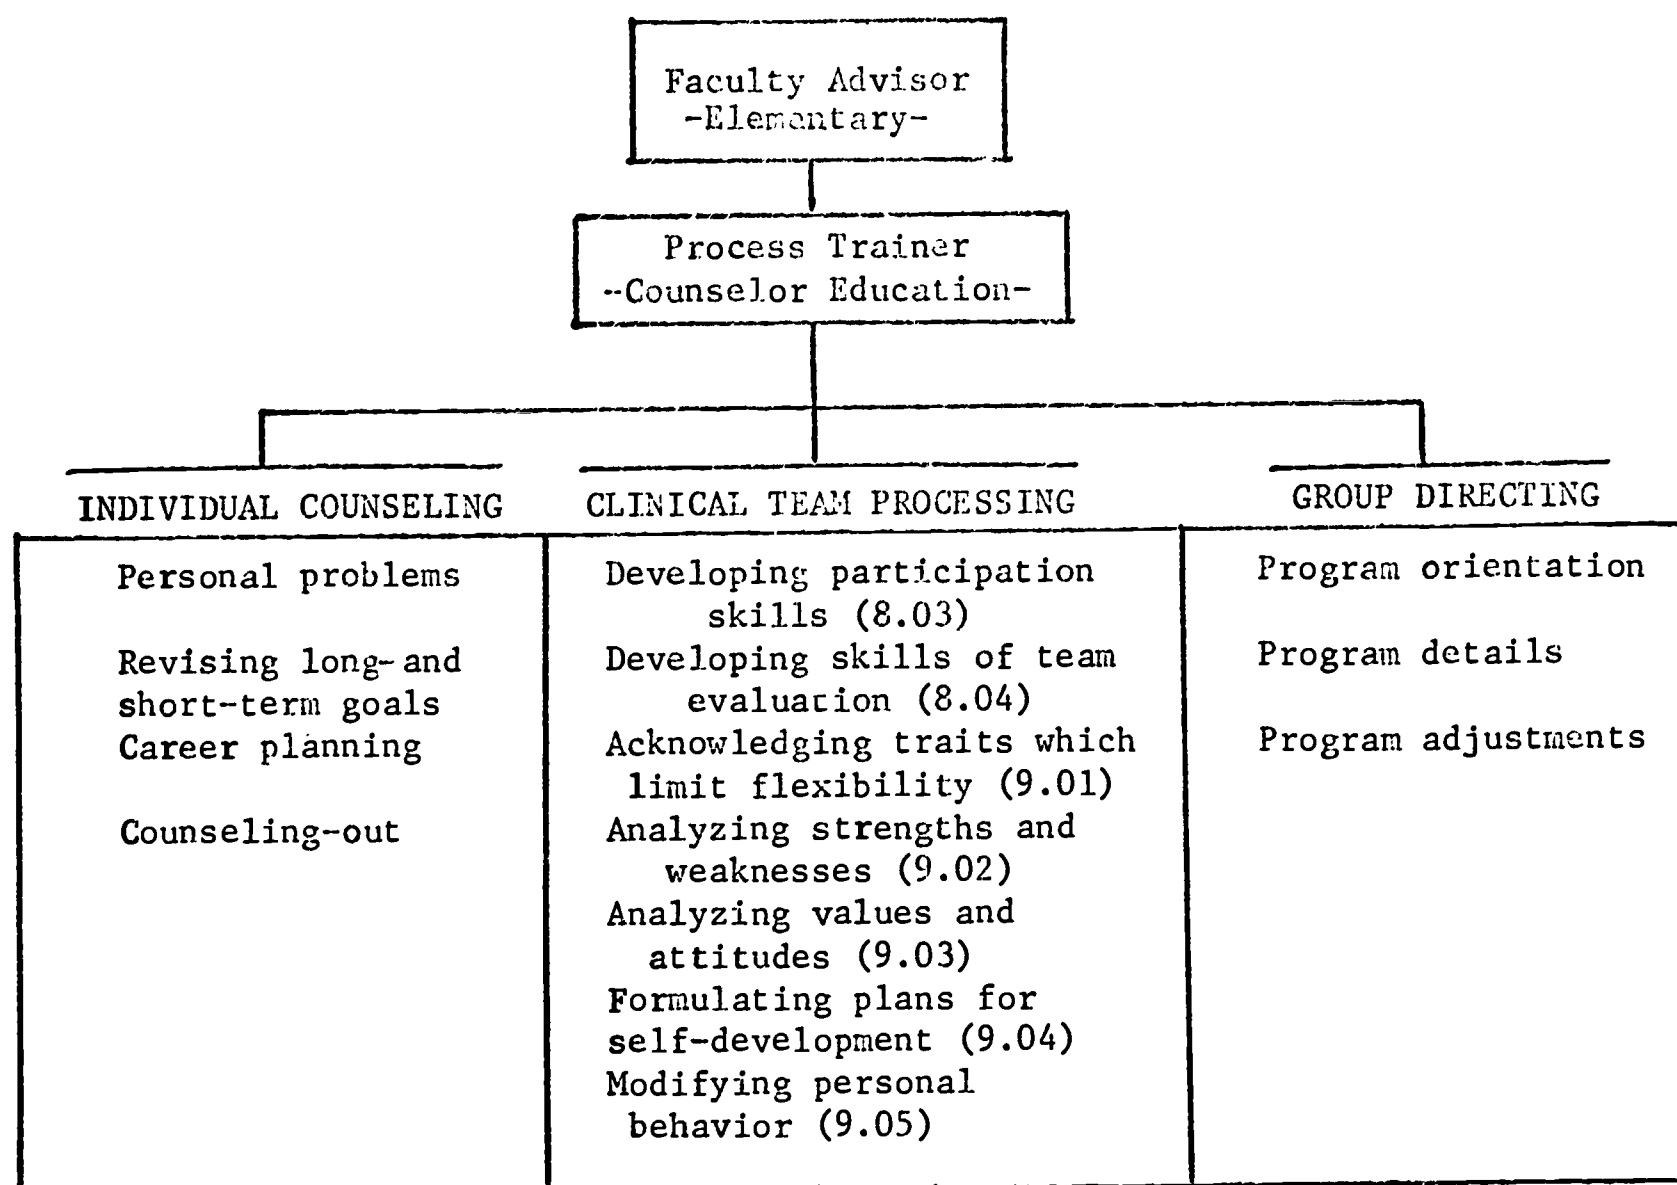 Faculty Advisor
-Elementary-
Process Trainer
-Counselor Education-
INDIVIDUAL COUNSELING
Personal problems
Revising long-and
short-term goals
Career planning
Counseling-out
CLINICAL TEAM PROCESSING
Developing participation
skills (8.03)
Developing skills of team
evaluation (8.04)
Acknowledging traits which
limit flexibility (9.01)
Analyzing strengths and
weaknesses (9.02)
Analyzing values and
attitudes (9.03)
Formulating plans for
self-development (9.04)
Modifying personal
behavior (9.05)
GROUP DIRECTING
Program orientation
Program details
Program adjustments